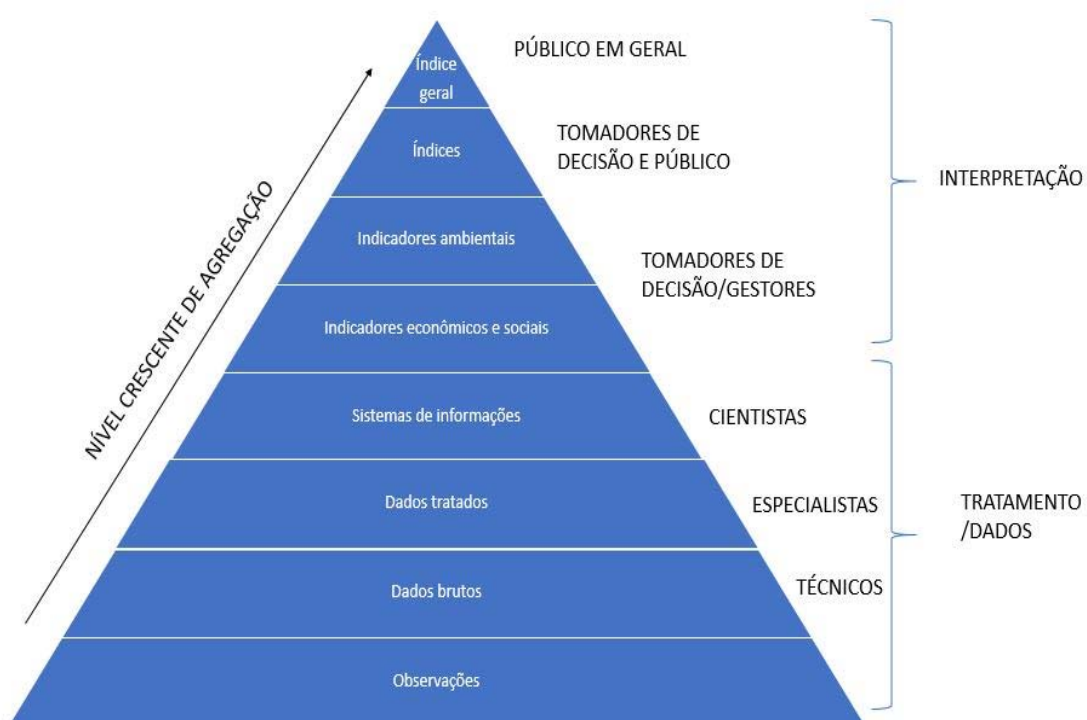 PÚBLICO EM GERAL
Índice
geral
TOMADORES DE
DECISÃO E PÚBLICO
Índices
INTERPRETAÇÃO
NÍVEL CRESCENTE DE AGREGAÇÃO
Indicadores ambientais
TOMADORES DE
DECISÃO/GESTORES
Indicadores econômicos e sociais
Sistemas de informações
CIENTISTAS
Dados tratados
ESPECIALISTAS
TRATAMENTO
/DADOS
Dados brutos
TÉCNICOS
Observações